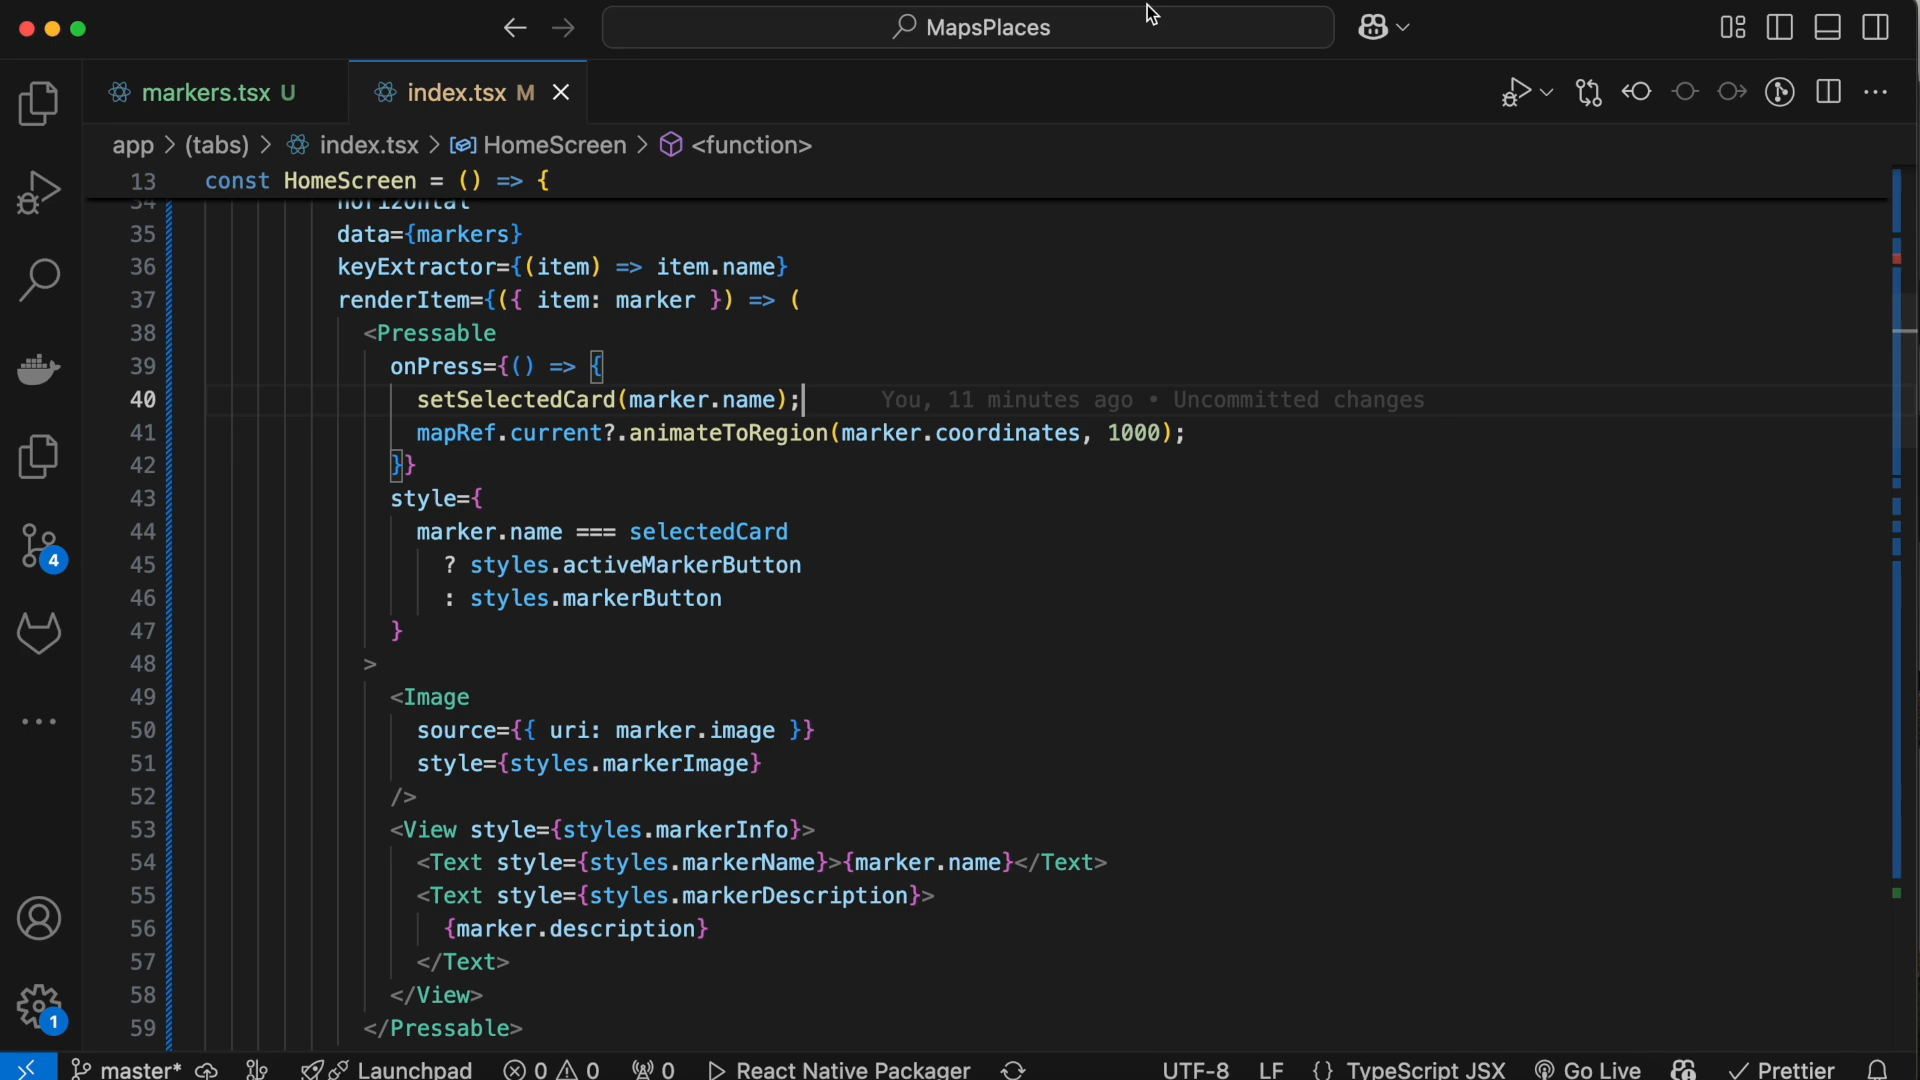 MapsPlaces
markers.tsx U
index.tsx M
app > (tabs) > index.tsx > HomeScreen > <function>
13 const HomeScreen = () => {
34 horizontal
35 data={markers}
36 keyExtractor={(item) => item.name}
37 renderItem={({ item: marker }) => (
38 <Pressable
39 onPress={() => {
40 setSelectedCard(marker.name); You, 11 minutes ago • Uncommitted changes
41 mapRef.current?.animateToRegion(marker.coordinates, 1000);
42 }}
43 style={
44 marker.name === selectedCard
45 ? styles.activeMarkerButton
46 : styles.markerButton
47 }
48 >
49 <Image
50 source={{ uri: marker.image }}
51 style={styles.markerImage}
52 />
53 <View style={styles.markerInfo}>
54 <Text style={styles.markerName}>{marker.name}</Text>
55 <Text style={styles.markerDescription}>
56 {marker.description}
57 </Text>
58 </View>
59 </Pressable>
4
1
master* Launchpad 0 0 0 React Native Packager UTF-8 LF {} TypeScript JSX Go Live Prettier